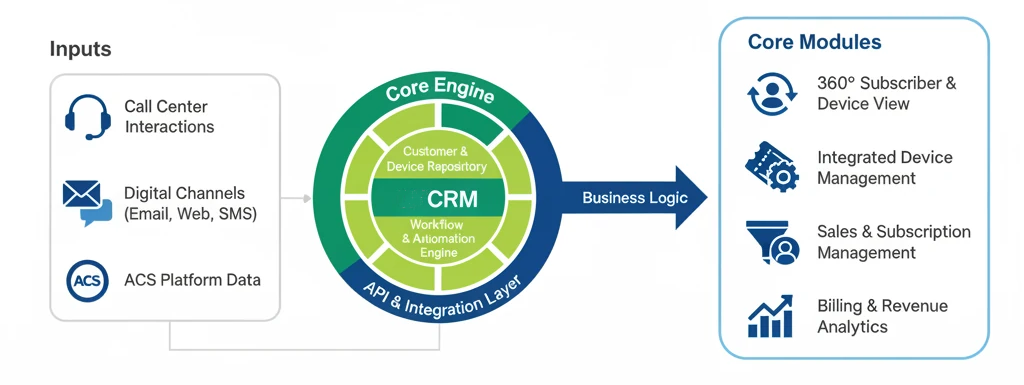 Inputs
Call Center
Interactions
Digital Channels
(Email, Web, SMS)
ACS
ACS Platform Data
Core Engine
Customer &
Device Repository
CRM
Workflow
& Automation
Engine
API & Integration Layer
Business Logic
Core Modules
360° Subscriber &
Device View
Integrated Device
Management
Sales & Subscription
Management
Billing & Revenue
Analytics